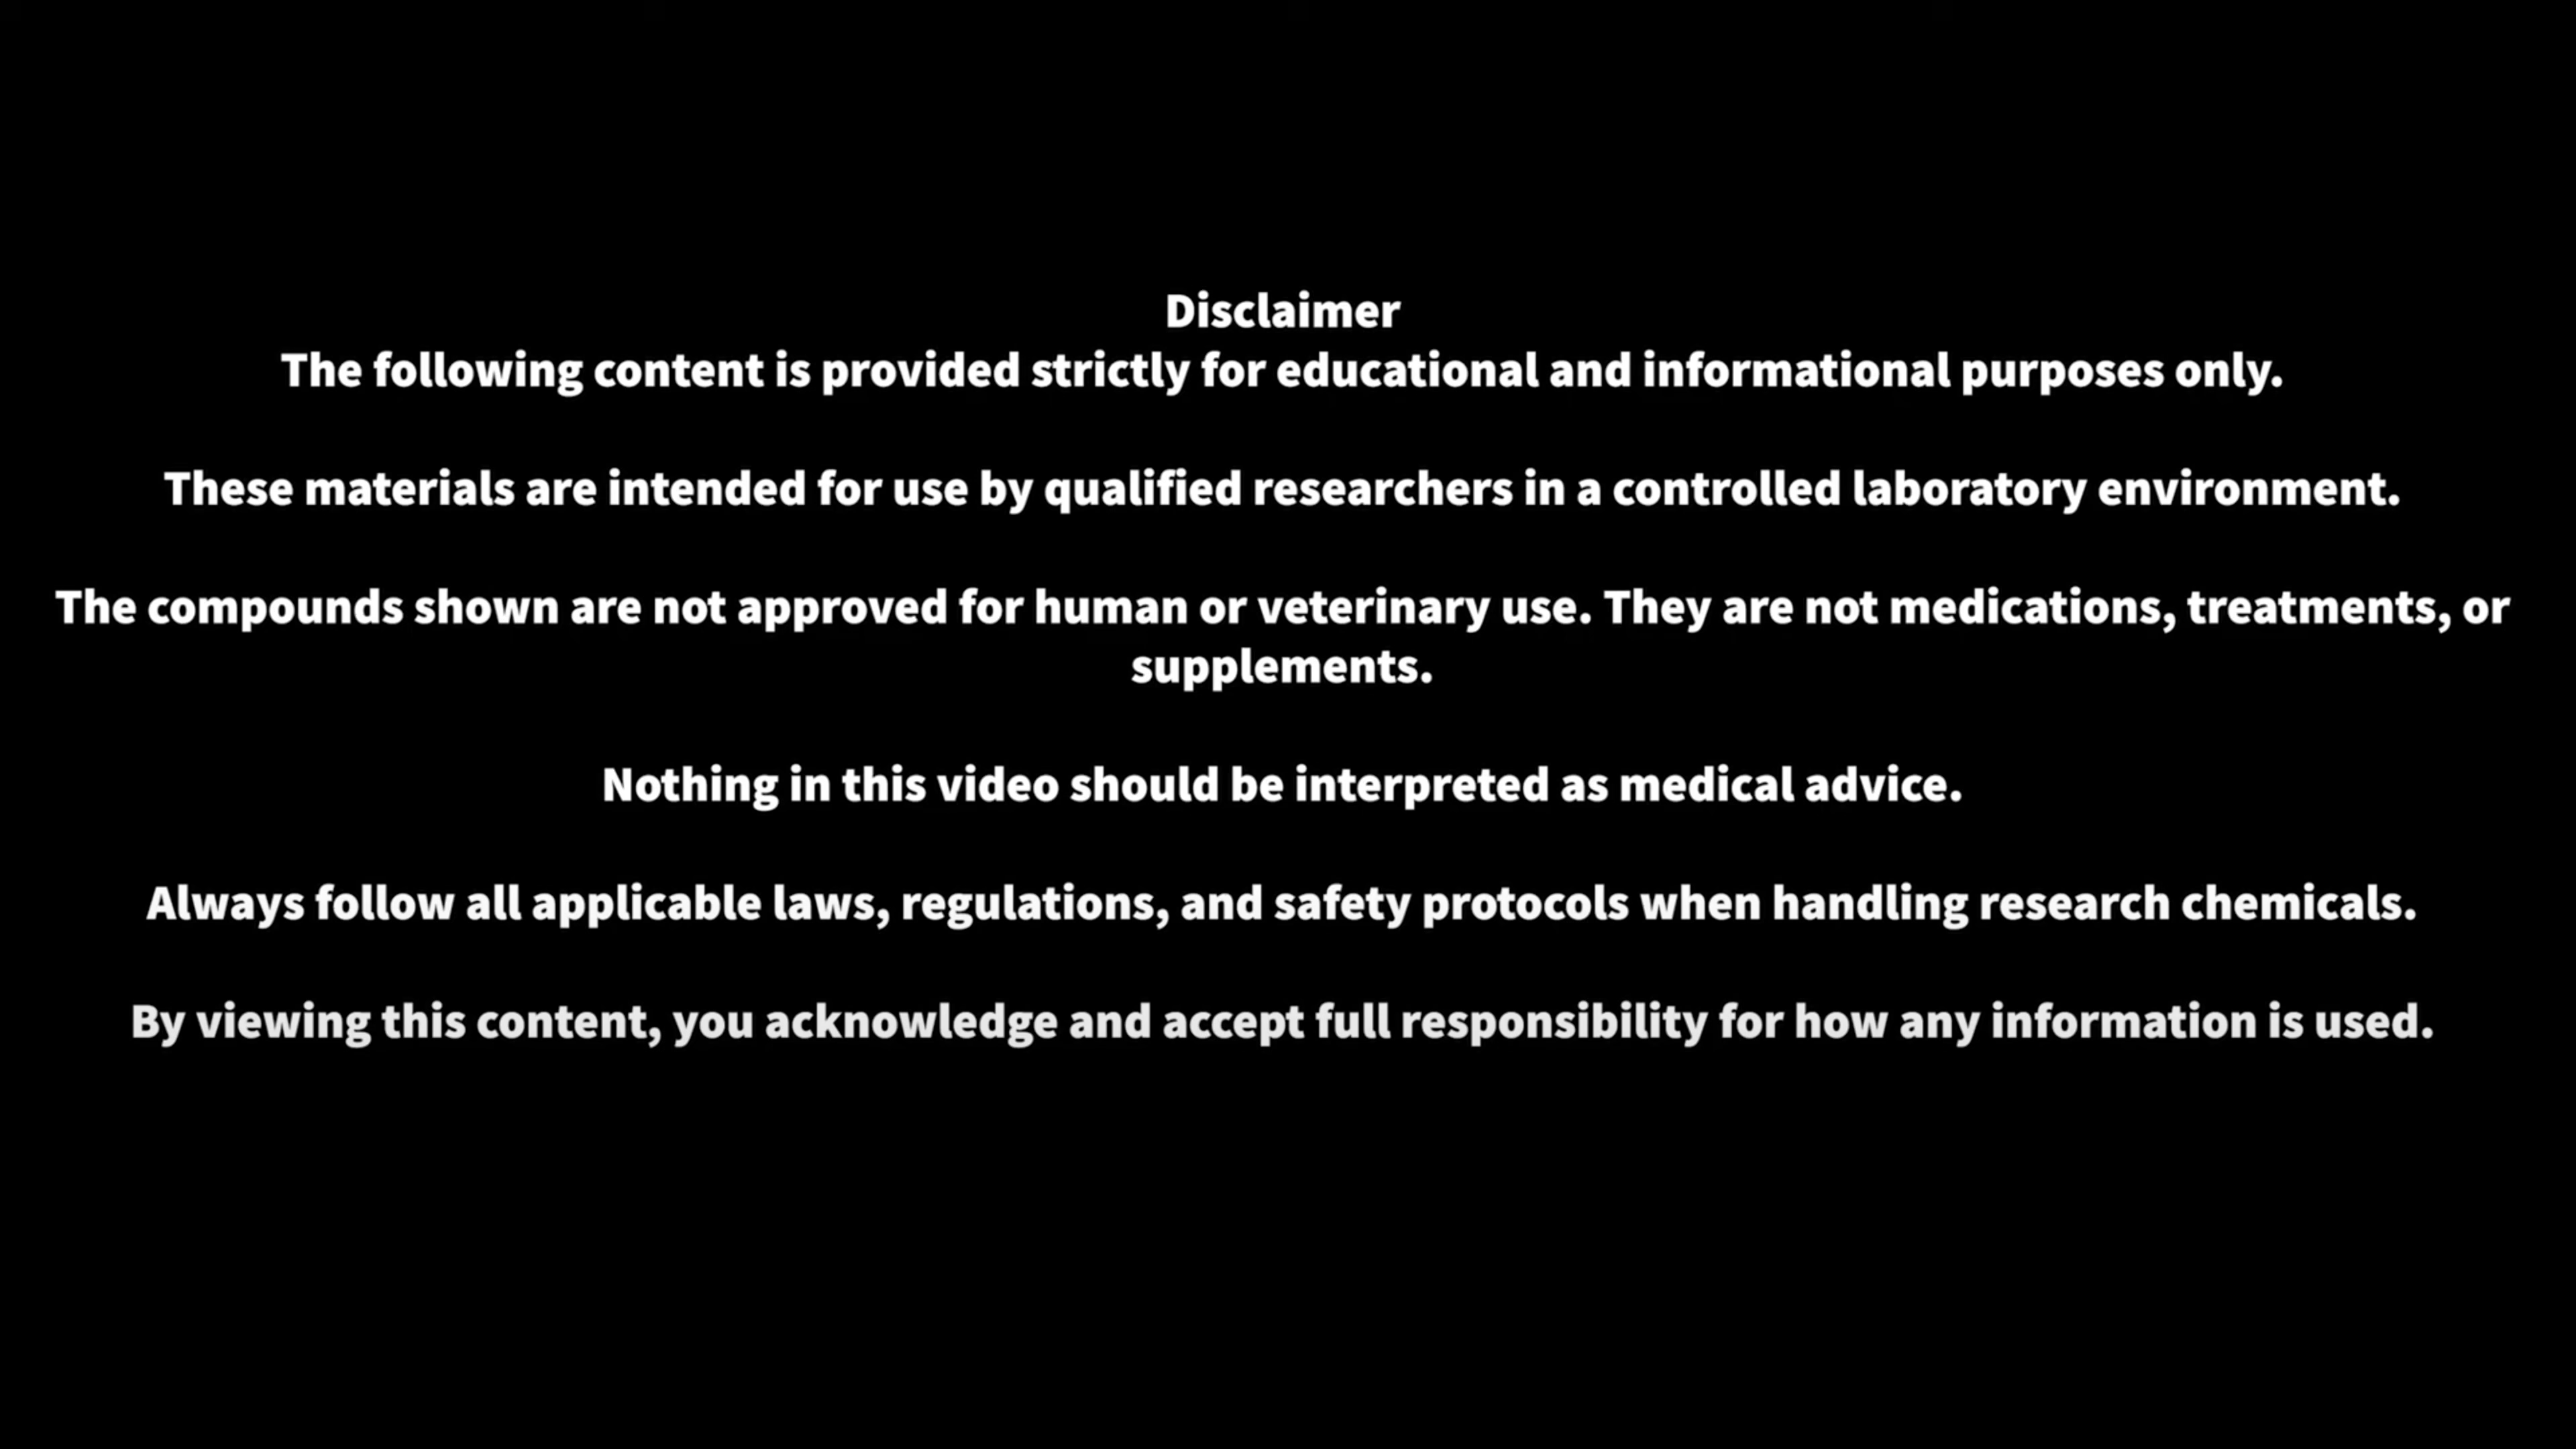 Disclaimer
The following content is provided strictly for educational and informational purposes only.
These materials are intended for use by qualified researchers in a controlled laboratory environment.
The compounds shown are not approved for human or veterinary use. They are not medications, treatments, or
supplements.
Nothing in this video should be interpreted as medical advice.
Always follow all applicable laws, regulations, and safety protocols when handling research chemicals.
By viewing this content, you acknowledge and accept full responsibility for how any information is used.